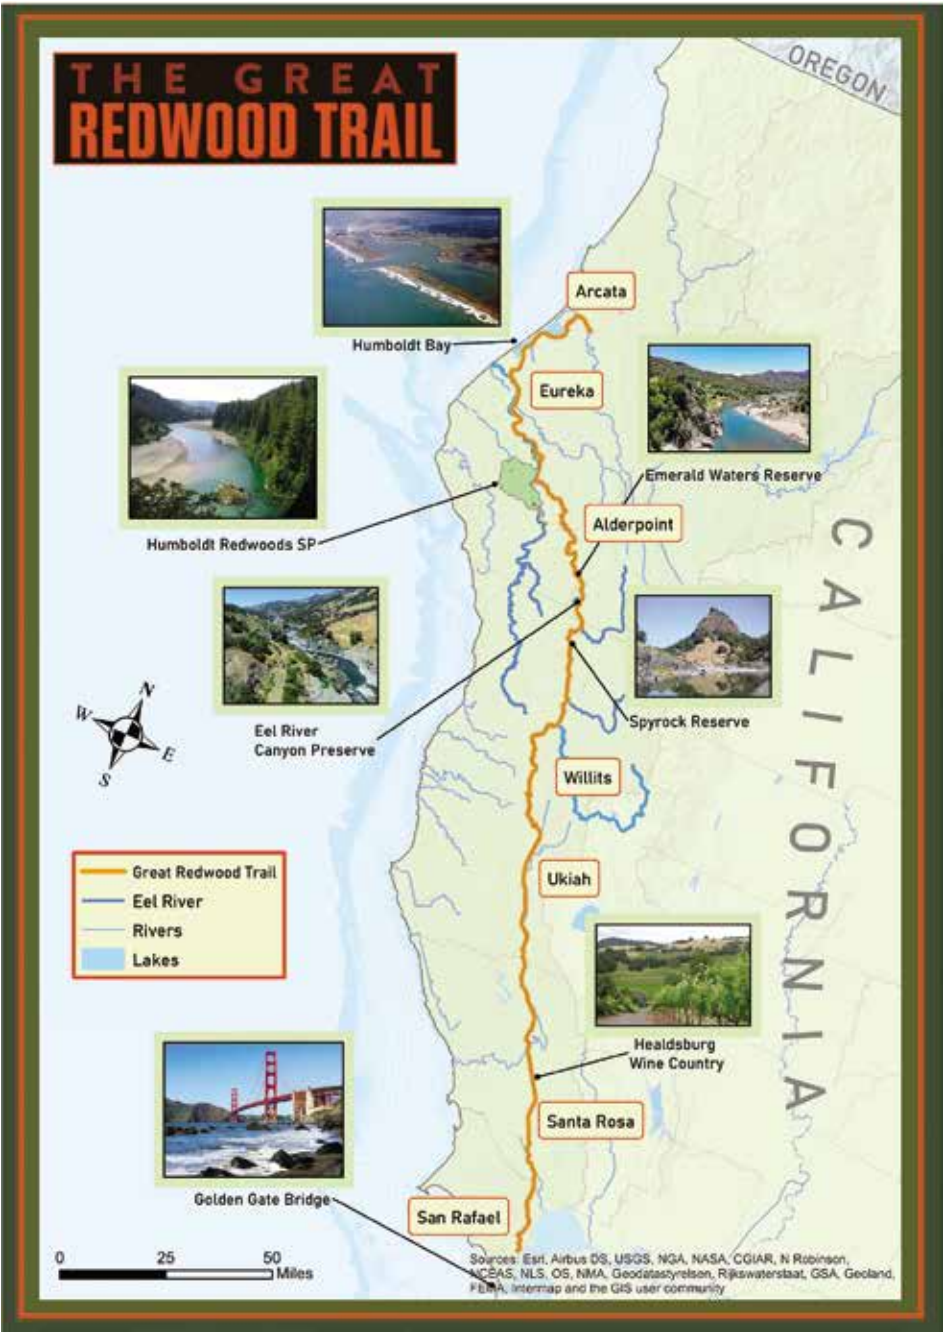 THE GREAT
REDWOOD TRAIL
OREGON
Arcata
Humboldt Bay
Eureka
Emerald Waters Reserve
Alderpoint
Humboldt Redwoods SP
Eel River
Canyon Preserve
Spyrock Reserve
N
W
E
S
Willits
CALIFORNIA
Great Redwood Trail
Eel River
Rivers
Lakes
Ukiah
Healdsburg
Wine Country
Santa Rosa
Golden Gate Bridge
San Rafael
0 25 50
Miles
Sources: Esri, Airbus DS, USGS, NGA, NASA, CGIAR, N Robinson,
NCEAS, NLS, OS, NMA, Geodatastyrelsen, Rijkswaterstaat, GSA, Geoland,
FEMA, Intermap and the GIS user community